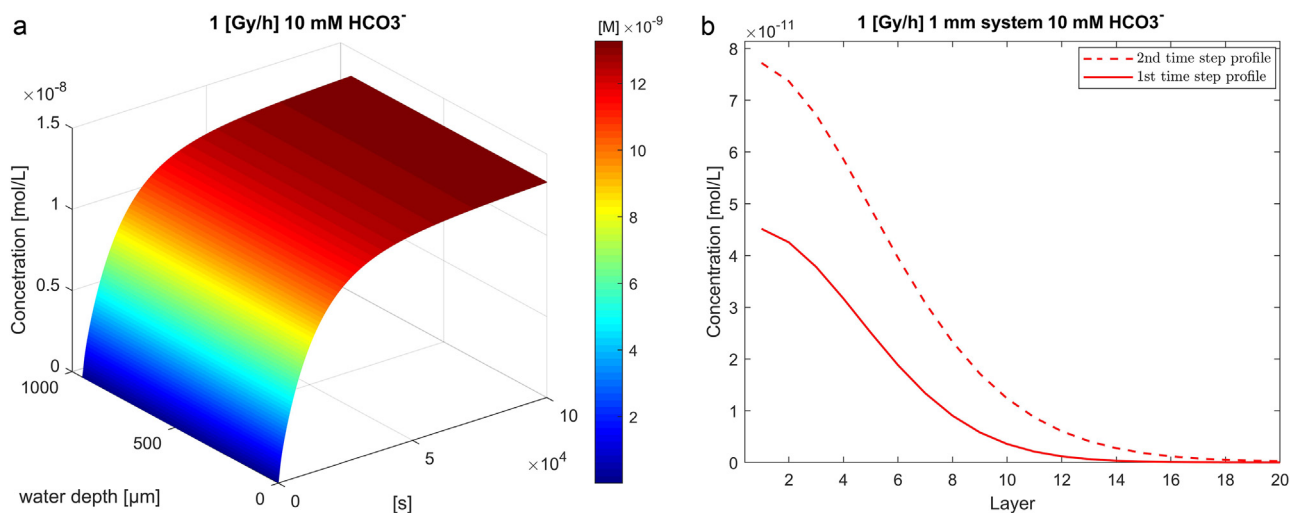 a
1 [Gy/h] 10 mM HCO3⁻
[M] ×10⁻⁹
×10⁻⁸
1.5
1
0.5
0
Concentration [mol/L]
1000
500
0
water depth [µm]
0
5
10
×10⁴
[s]
12
10
8
6
4
2
b
1 [Gy/h] 1 mm system 10 mM HCO3⁻
×10⁻¹¹
8
7
6
5
4
3
2
1
0
Concentration [mol/L]
2nd time step profile
1st time step profile
2 4 6 8 10 12 14 16 18 20
Layer